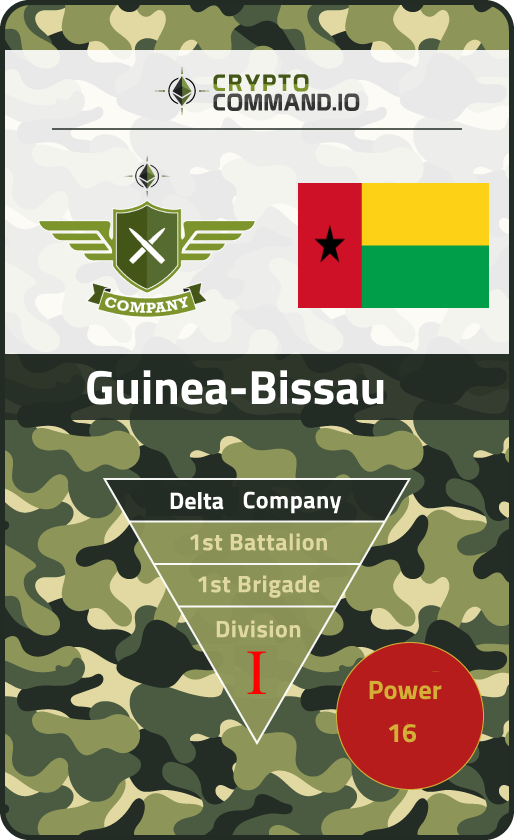 CRYPTO
COMMAND.IO
COMPANY
Guinea-Bissau
Delta Company
1st Battalion
1st Brigade
Division
I
Power
16